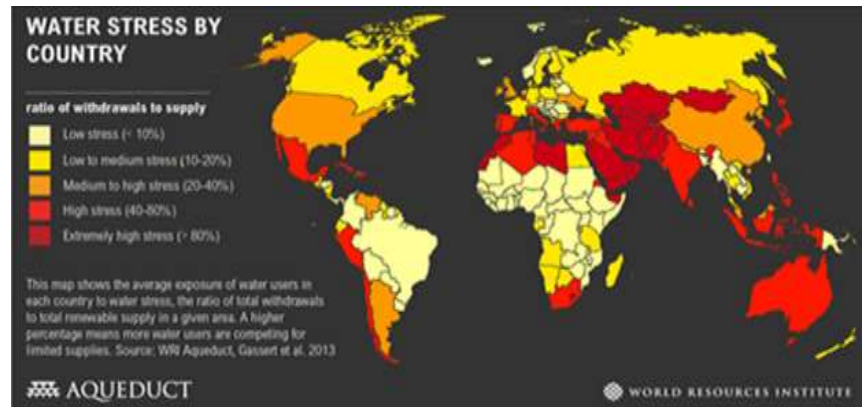 WATER STRESS BY
COUNTRY
ratio of withdrawals to supply
Low stress (< 10%)
Low to medium stress (10-20%)
Medium to high stress (20-40%)
High stress (40-80%)
Extremely high stress (> 80%)
This map shows the average exposure of water users in
each country to water stress, the ratio of total withdrawals
to total renewable supply in a given area. A higher
percentage means more water users are competing for
limited supplies. Source: WRI Aqueduct, Gassert et al. 2013
AQUEDUCT
WORLD RESOURCES INSTITUTE